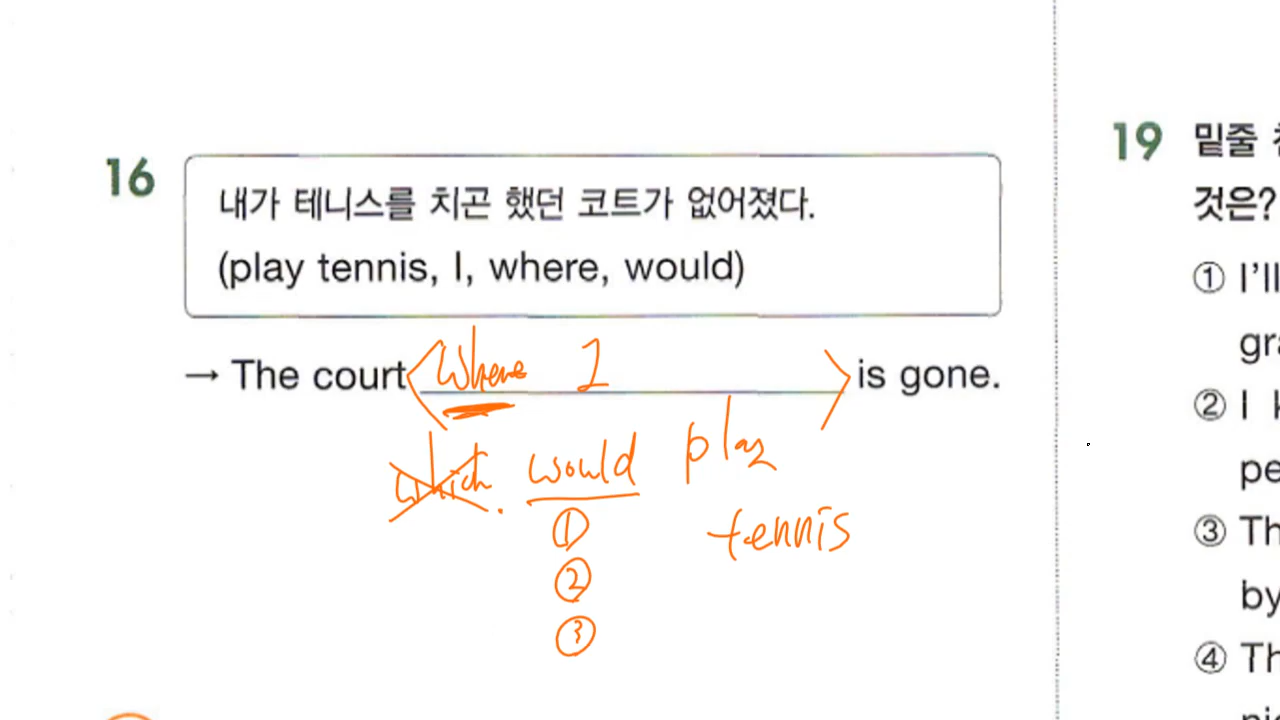 16
내가 테니스를 치곤 했던 코트가 없어졌다.
(play tennis, I, where, would)
→ The court where I is gone.
which. would play
① tennis
②
③
19 밑줄
것은?
① I'll
gra
② I
pe
③ Th
by
④ Th